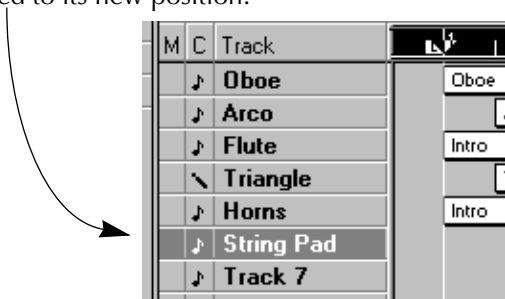 ed to its new position.
M C Track
Oboe Oboe
Arco
Flute Intro
Triangle
Horns Intro
String Pad
Track 7